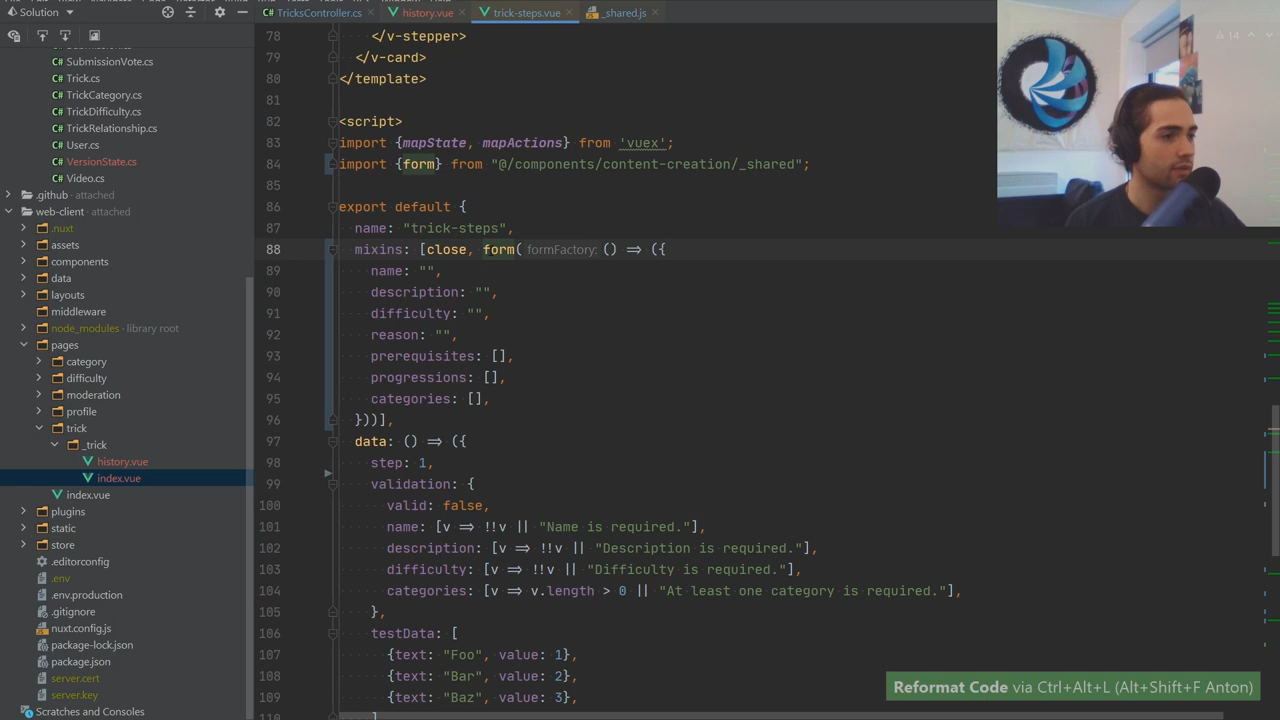 Solution
TricksController.cs
history.vue
trick-steps.vue
_shared.js
SubmissionVote.cs
Trick.cs
TrickCategory.cs
TrickDifficulty.cs
TrickRelationship.cs
User.cs
VersionState.cs
Video.cs
.github attached
web-client attached
.nuxt
assets
components
data
layouts
middleware
node_modules library root
pages
category
difficulty
moderation
profile
trick
_trick
history.vue
index.vue
index.vue
plugins
static
store
.editorconfig
.env
.env.production
.gitignore
nuxt.config.js
package-lock.json
package.json
server.cert
server.key
Scratches and Consoles
14
78 </v-stepper>
79 </v-card>
80 </template>
81
82 <script>
83 import {mapState, mapActions} from 'vuex';
84 import {form} from "@/components/content-creation/_shared";
85
86 export default {
87 name: "trick-steps",
88 mixins: [close, form( formFactory: () => ({
89 name: "",
90 description: "",
91 difficulty: "",
92 reason: "",
93 prerequisites: [],
94 progressions: [],
95 categories: [],
96 }))],
97 data: () => ({
98 step: 1,
99 validation: {
100 valid: false,
101 name: [v => !!v || "Name is required."],
102 description: [v => !!v || "Description is required."],
103 difficulty: [v => !!v || "Difficulty is required."],
104 categories: [v => v.length > 0 || "At least one category is required."],
105 },
106 testData: [
107 {text: "Foo", value: 1},
108 {text: "Bar", value: 2},
109 {text: "Baz", value: 3},
Reformat Code via Ctrl+Alt+L (Alt+Shift+F Anton)